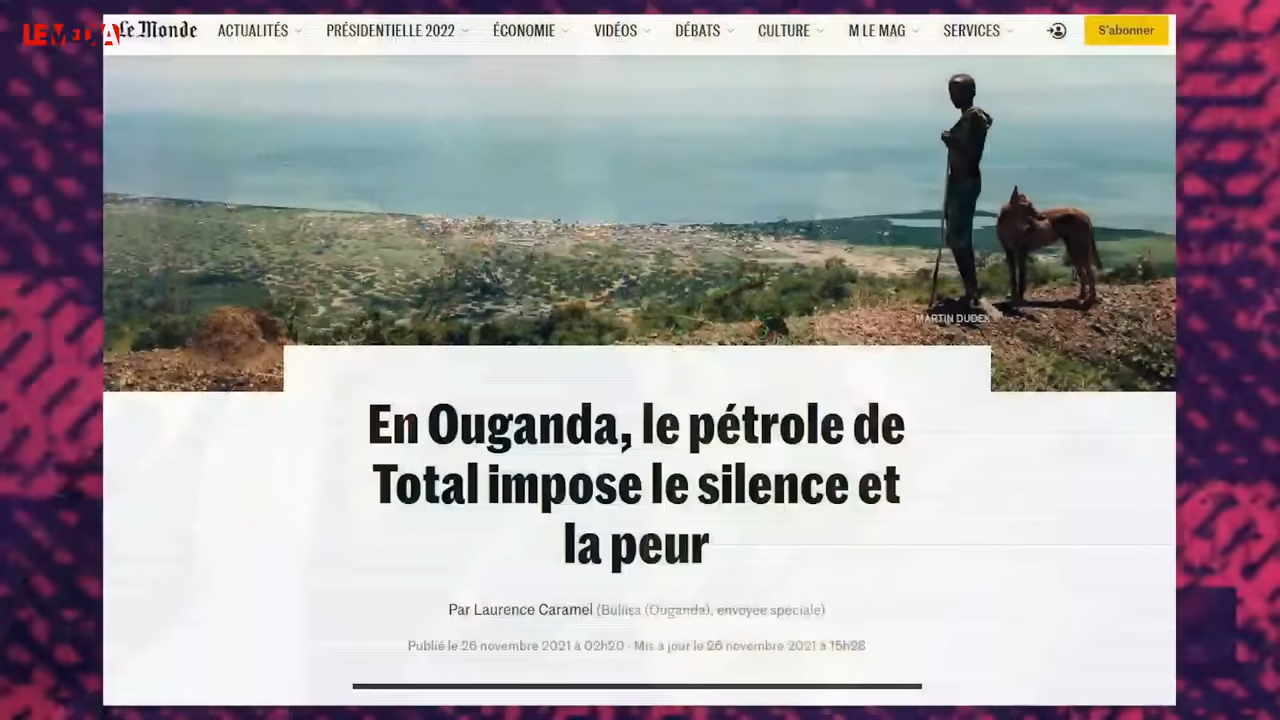 LEMEDIA
Le Monde
ACTUALITÉS PRÉSIDENTIELLE 2022 ÉCONOMIE VIDÉOS DÉBATS CULTURE M LE MAG SERVICES S'abonner
MARTIN DUDEK
En Ouganda, le pétrole de
Total impose le silence et
la peur
Par Laurence Caramel (Buliisa (Ouganda), envoyée spéciale)
Publié le 26 novembre 2021 à 02h20 - Mis à jour le 26 novembre 2021 à 15h28